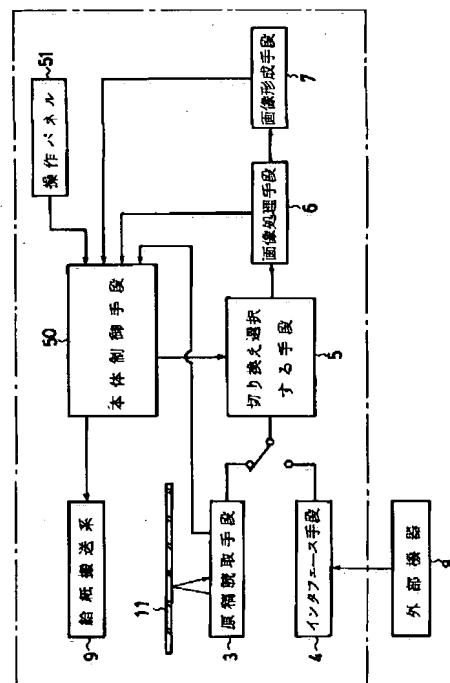 操作パネル
51
50
本体制御手段
給紙搬送系
9
11
原稿読取手段
3
インタフェース手段
4
切り換え選択
する手段
5
画像処理手段
6
画像形成手段
7
外部機器